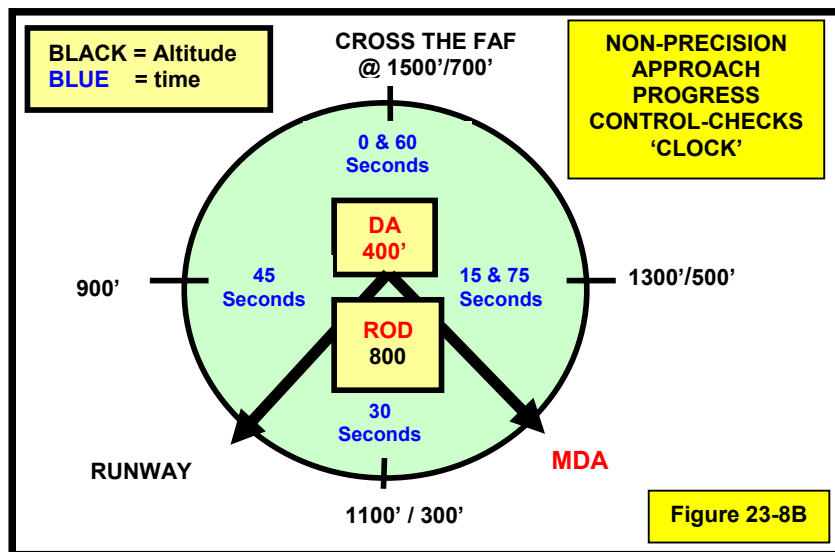 BLACK = Altitude
BLUE = time
CROSS THE FAF
@ 1500'/700'
NON-PRECISION
APPROACH
PROGRESS
CONTROL-CHECKS
‘CLOCK’
0 & 60
Seconds
DA
400’
900’
45
Seconds
15 & 75
Seconds
1300’/500’
ROD
800
30
Seconds
RUNWAY
MDA
1100’ / 300’
Figure 23-8B